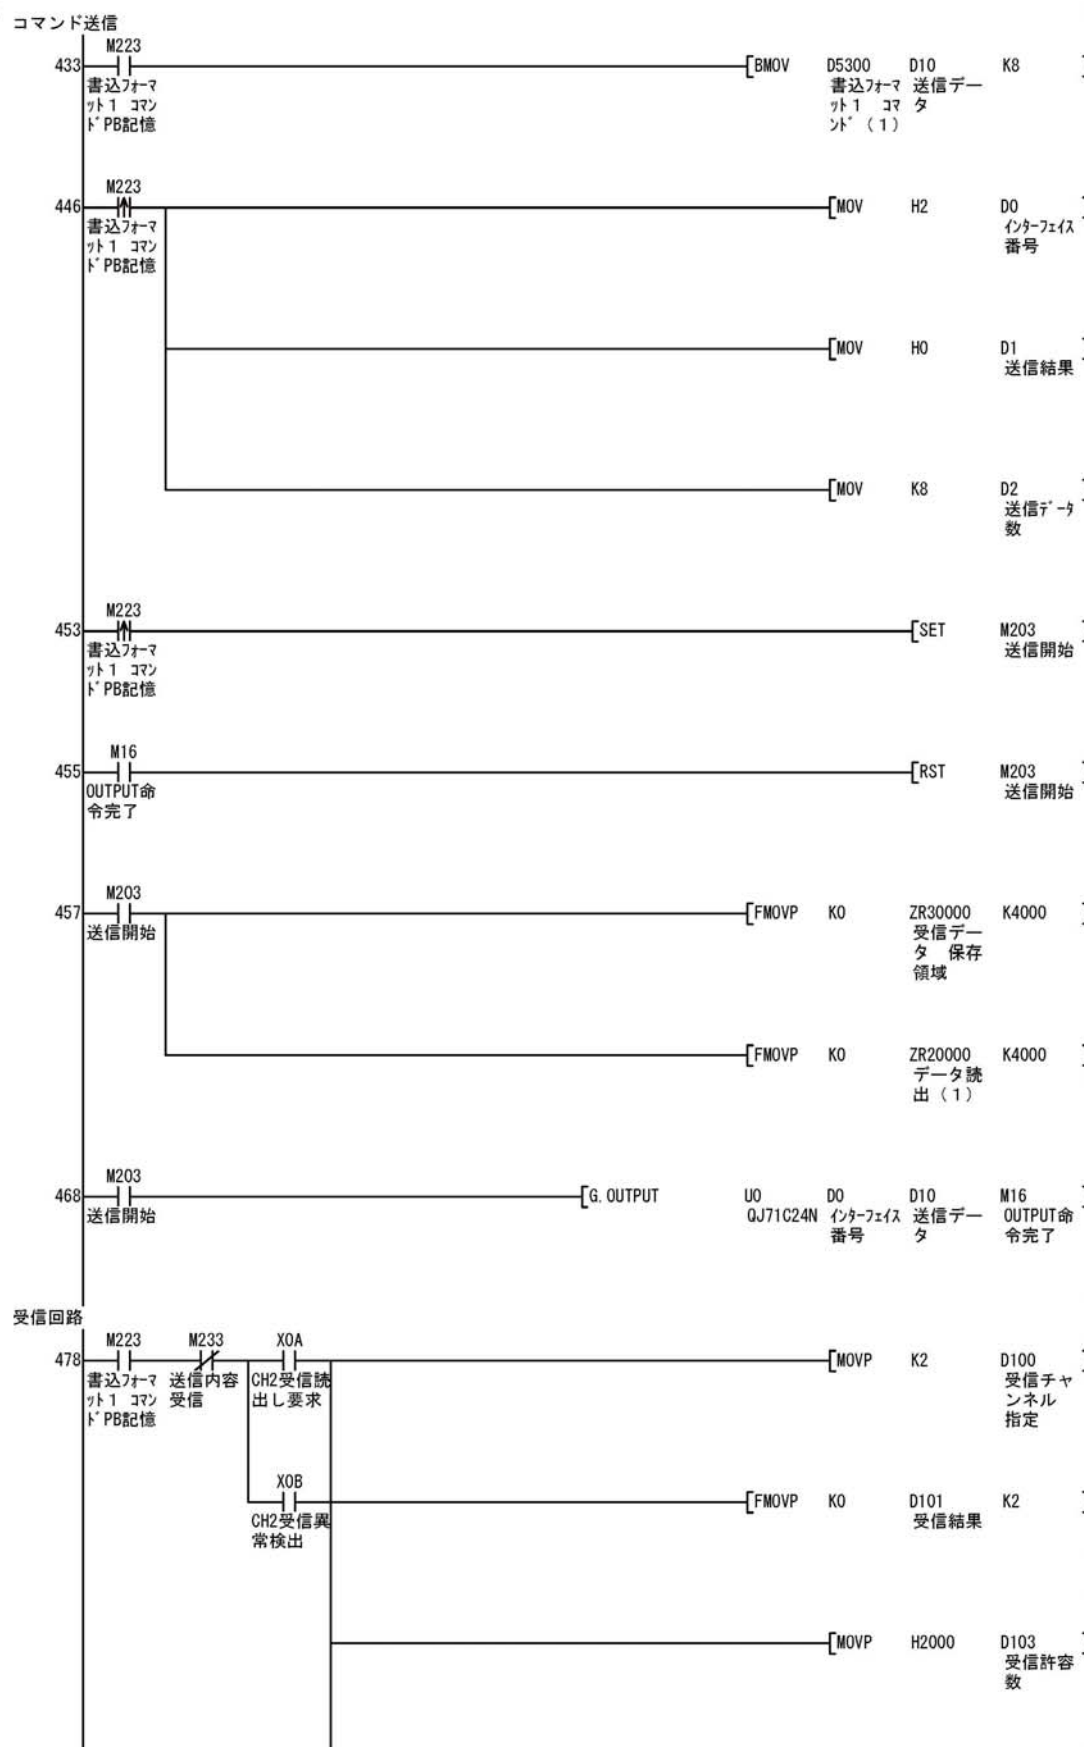 コマンド送信
M223
433
[BMOV D5300 D10 K8 ]
書込ﾌｫｰﾏ
ｯﾄ１ ｺﾏﾝ
ﾄﾞPB記憶
書込ﾌｫｰﾏ
ｯﾄ１ ｺﾏ
ﾝﾄﾞ（１）
送信デー
タ
M223
446
[MOV H2 D0 ]
書込ﾌｫｰﾏ
ｯﾄ１ ｺﾏﾝ
ﾄﾞPB記憶
ｲﾝﾀｰﾌｪｲｽ
番号
[MOV H0 D1 ]
送信結果
[MOV K8 D2 ]
送信ﾃﾞｰﾀ
数
M223
453
[SET M203 ]
書込ﾌｫｰﾏ
ｯﾄ１ ｺﾏﾝ
ﾄﾞPB記憶
送信開始
M16
455
[RST M203 ]
OUTPUT命
令完了
送信開始
M203
457
[FMOVP K0 ZR30000 K4000 ]
送信開始
受信デー
タ　保存
領域
[FMOVP K0 ZR20000 K4000 ]
データ読
出（１）
M203
468
[G.OUTPUT U0 D0 D10 M16 ]
送信開始
QJ71C24N
ｲﾝﾀｰﾌｪｲｽ
番号
送信デー
タ
OUTPUT命
令完了
受信回路
M223 M233 X0A
478
[MOVP K2 D100 ]
書込ﾌｫｰﾏ
ｯﾄ１ ｺﾏﾝ
ﾄﾞPB記憶
送信内容
受信
CH2受信読
出し要求
受信チャ
ンネル
指定
X0B
[FMOVP K0 D101 K2 ]
CH2受信異
常検出
受信結果
[MOVP H2000 D103 ]
受信許容
数